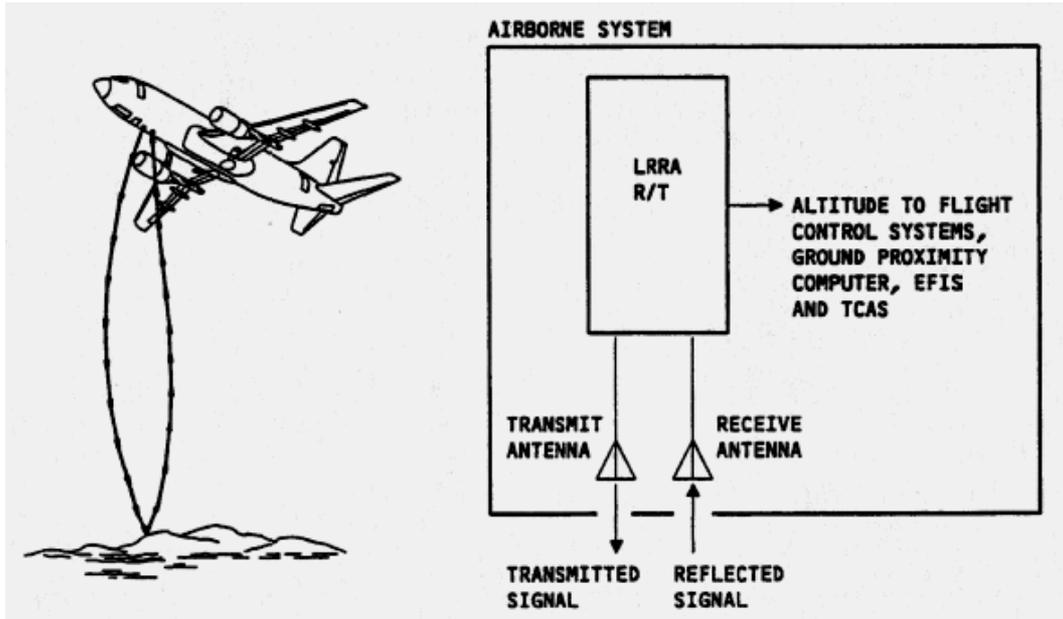 AIRBORNE SYSTEM
LRRA
R/T
ALTITUDE TO FLIGHT
CONTROL SYSTEMS,
GROUND PROXIMITY
COMPUTER, EFIS
AND TCAS
TRANSMIT
ANTENNA
RECEIVE
ANTENNA
TRANSMITTED
SIGNAL
REFLECTED
SIGNAL